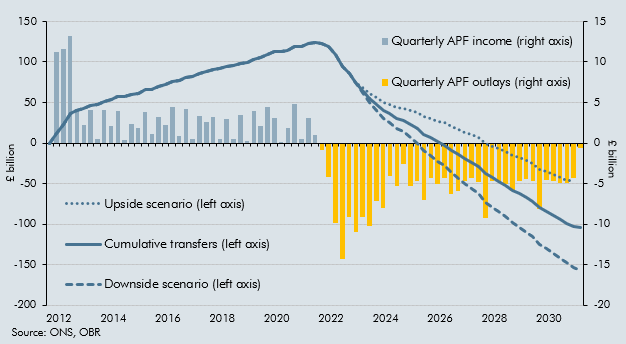 150 15
Quarterly APF income (right axis)
100 10
Quarterly APF outlays (right axis)
50 5
0 0
£ billion £ billion
-50 -5
Upside scenario (left axis)
-100 -10
Cumulative transfers (left axis)
-150 -15
Downside scenario (left axis)
-200 -20
2012 2014 2016 2018 2020 2022 2024 2026 2028 2030
Source: ONS, OBR